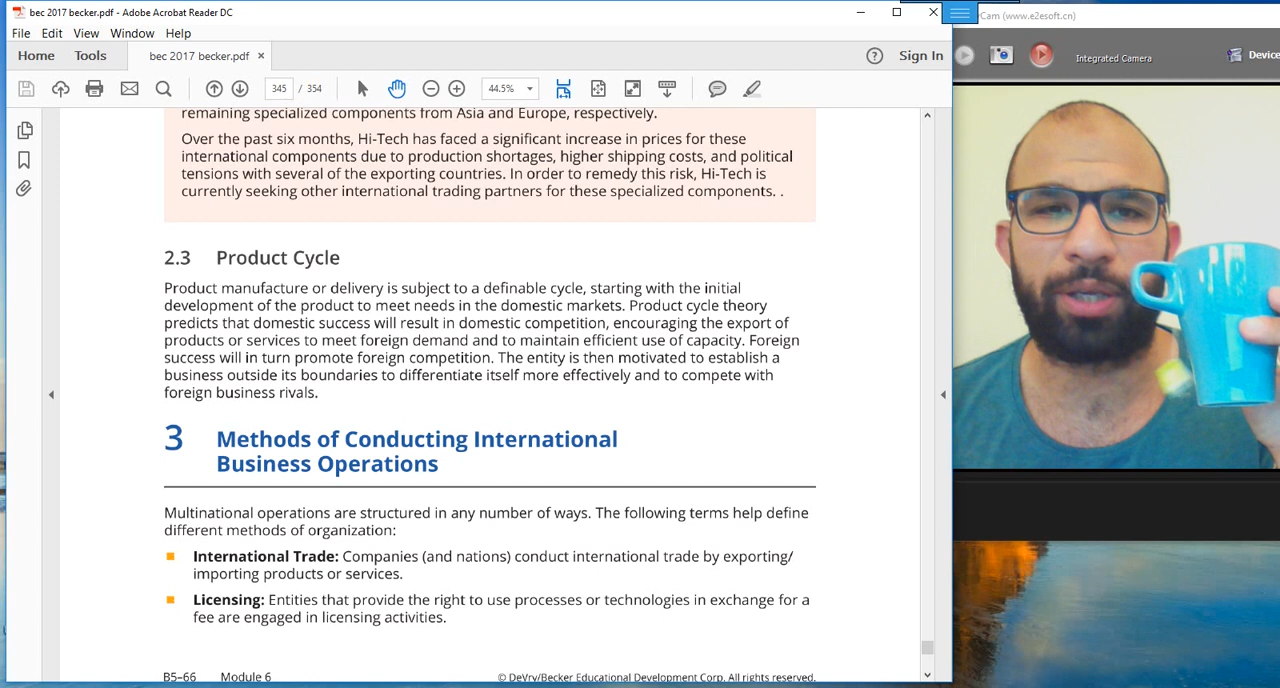 bec 2017 becker.pdf - Adobe Acrobat Reader DC
Cam (www.e2esoft.cn)
File Edit View Window Help
Home Tools bec 2017 becker.pdf × Sign In
Integrated Camera Device
345 / 354 44.5%
remaining specialized components from Asia and Europe, respectively.
Over the past six months, Hi-Tech has faced a significant increase in prices for these
international components due to production shortages, higher shipping costs, and political
tensions with several of the exporting countries. In order to remedy this risk, Hi-Tech is
currently seeking other international trading partners for these specialized components. .
2.3 Product Cycle
Product manufacture or delivery is subject to a definable cycle, starting with the initial
development of the product to meet needs in the domestic markets. Product cycle theory
predicts that domestic success will result in domestic competition, encouraging the export of
products or services to meet foreign demand and to maintain efficient use of capacity. Foreign
success will in turn promote foreign competition. The entity is then motivated to establish a
business outside its boundaries to differentiate itself more effectively and to compete with
foreign business rivals.
3 Methods of Conducting International
Business Operations
Multinational operations are structured in any number of ways. The following terms help define
different methods of organization:
International Trade: Companies (and nations) conduct international trade by exporting/
importing products or services.
Licensing: Entities that provide the right to use processes or technologies in exchange for a
fee are engaged in licensing activities.
B5–66 Module 6 © DeVry/Becker Educational Development Corp. All rights reserved.